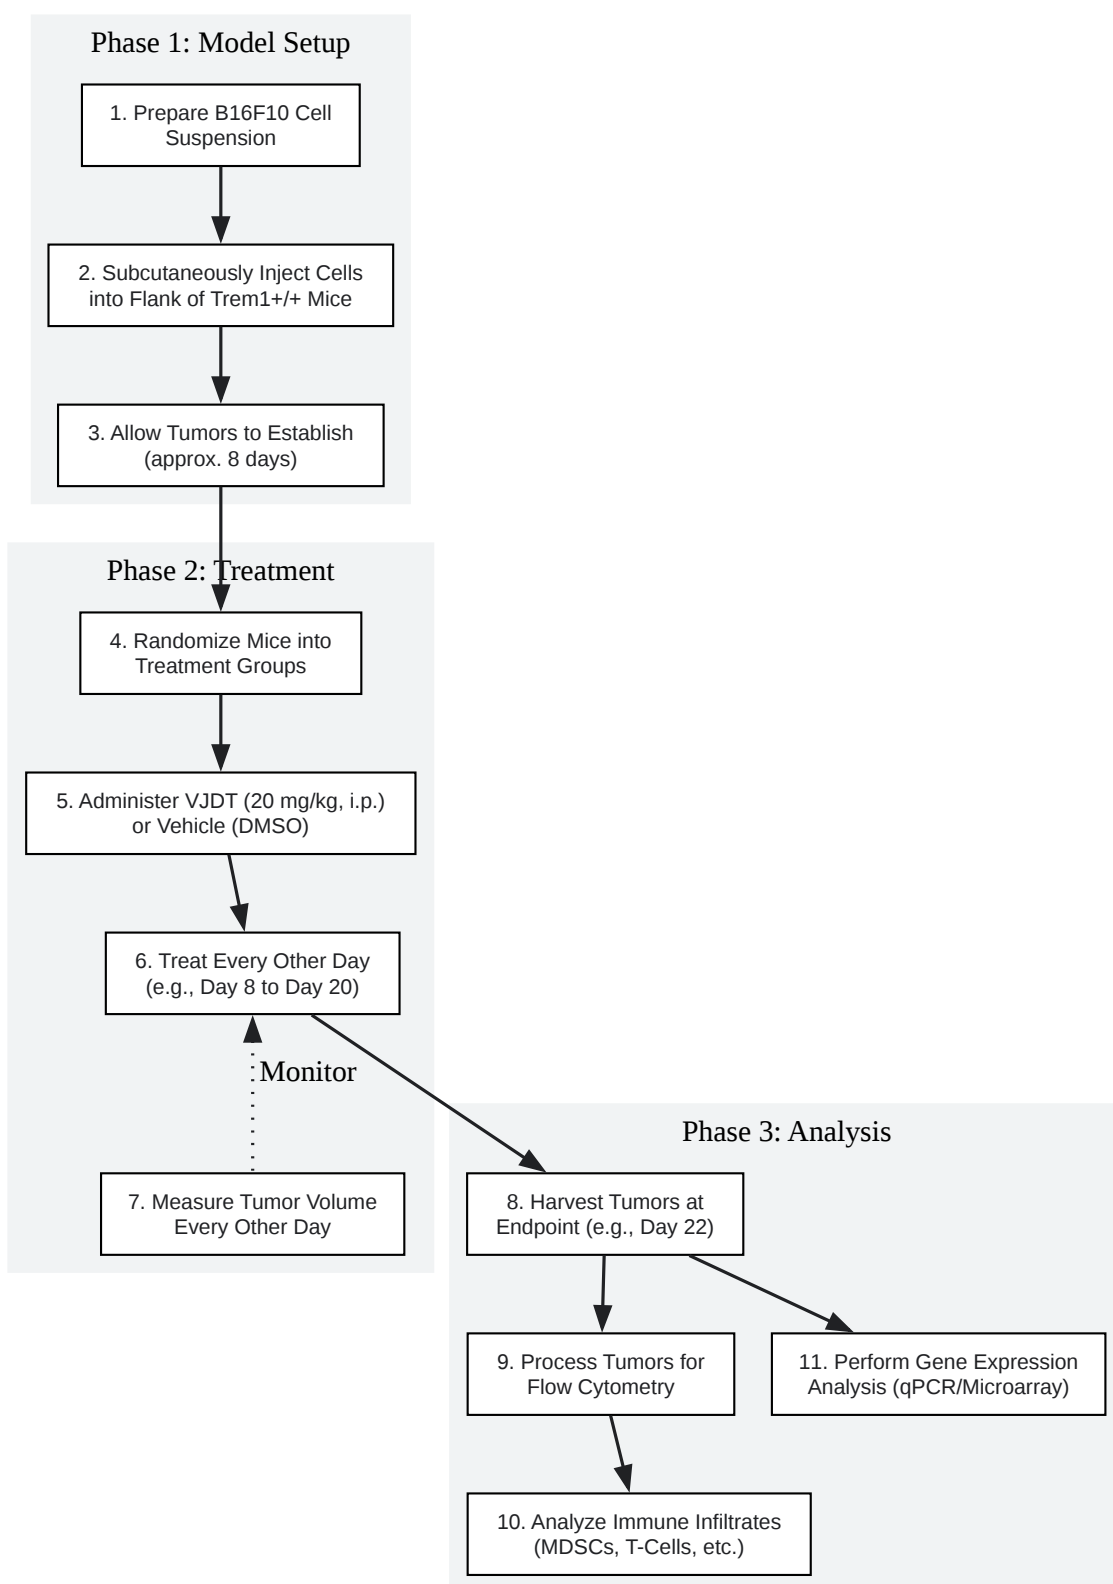 Phase 1: Model Setup
1. Prepare B16F10 Cell
Suspension
2. Subcutaneously Inject Cells
into Flank of Trem1+/+ Mice
3. Allow Tumors to Establish
(approx. 8 days)
Phase 2: Treatment
4. Randomize Mice into
Treatment Groups
5. Administer VJDT (20 mg/kg, i.p.)
or Vehicle (DMSO)
6. Treat Every Other Day
(e.g., Day 8 to Day 20)
Monitor
7. Measure Tumor Volume
Every Other Day
Phase 3: Analysis
8. Harvest Tumors at
Endpoint (e.g., Day 22)
9. Process Tumors for
Flow Cytometry
11. Perform Gene Expression
Analysis (qPCR/Microarray)
10. Analyze Immune Infiltrates
(MDSCs, T-Cells, etc.)